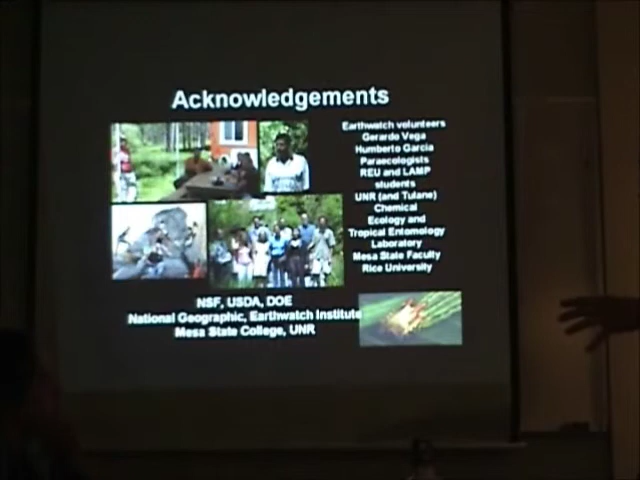 Acknowledgements
Earthwatch volunteers
Gerardo Vega
Humberto Garcia
Paraecologists
REU and LAMP
students
UNR (and Tulane)
Chemical
Ecology and
Tropical Entomology
Laboratory
Mesa State Faculty
Rice University
NSF, USDA, DOE
National Geographic, Earthwatch Institute
Mesa State College, UNR